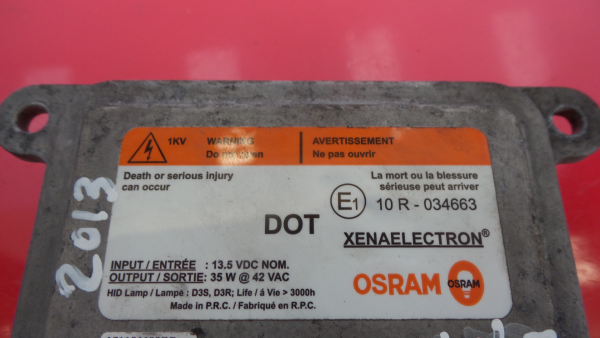 1KV WARNING AVERTISSEMENT
Do not open Ne pas ouvrir
Death or serious injury La mort ou la blessure
can occur sérieuse peut arriver
E1 10 R - 034663
DOT
XENAELECTRON®
INPUT / ENTRÉE : 13.5 VDC NOM.
OUTPUT / SORTIE: 35 W @ 42 VAC
HID Lamp / Lampe : D3S, D3R; Life / á Vie > 3000h
Made in P.R.C. / Fabriqué en R.P.C.
OSRAM OSRAM
2013